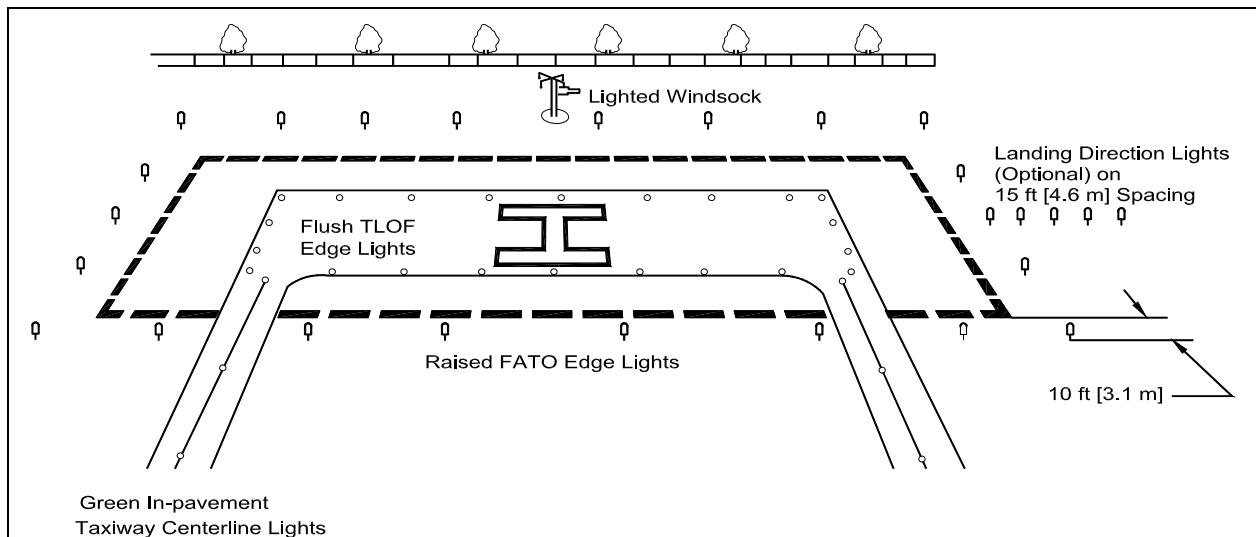 Lighted Windsock
Landing Direction Lights
(Optional) on
15 ft [4.6 m] Spacing
Flush TLOF
Edge Lights
H
Raised FATO Edge Lights
10 ft [3.1 m]
Green In-pavement
Taxiway Centerline Lights